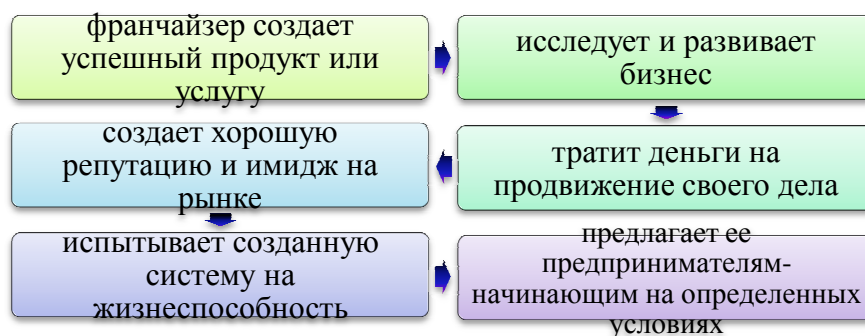 франчайзер создает
успешный продукт или
услугу
исследует и развивает
бизнес
тратит деньги на
продвижение своего дела
создает хорошую
репутацию и имидж на
рынке
испытывает созданную
систему на
жизнеспособность
предлагает ее
предпринимателям-
начинающим на определенных
условиях